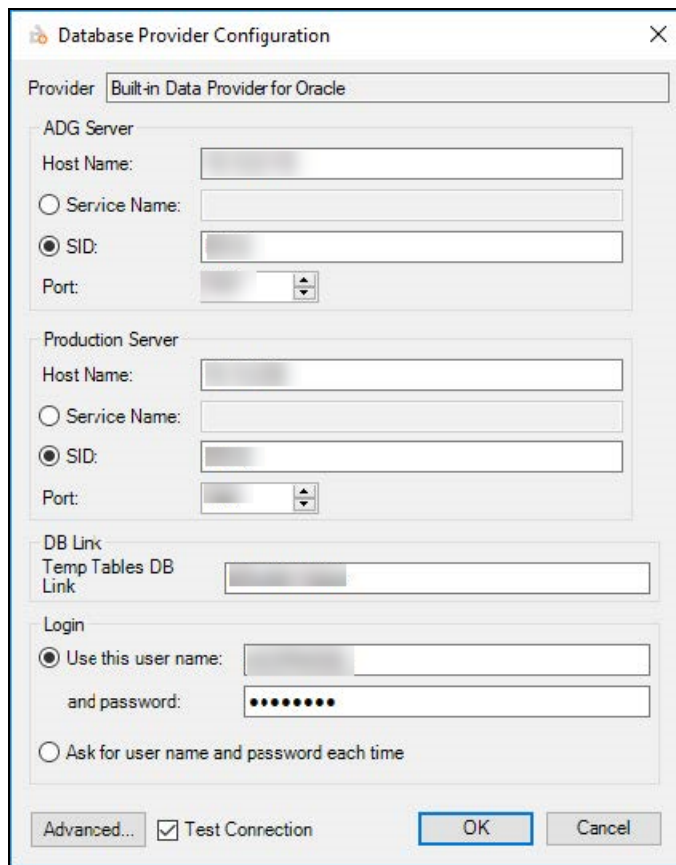 Database Provider Configuration
Provider Built-in Data Provider for Oracle
ADG Server
Host Name:
Service Name:
SID:
Port:
Production Server
Host Name:
Service Name:
SID:
Port:
DB Link
Temp Tables DB
Link
Login
Use this user name:
and password: ••••••••
Ask for user name and password each time
Advanced... Test Connection OK Cancel